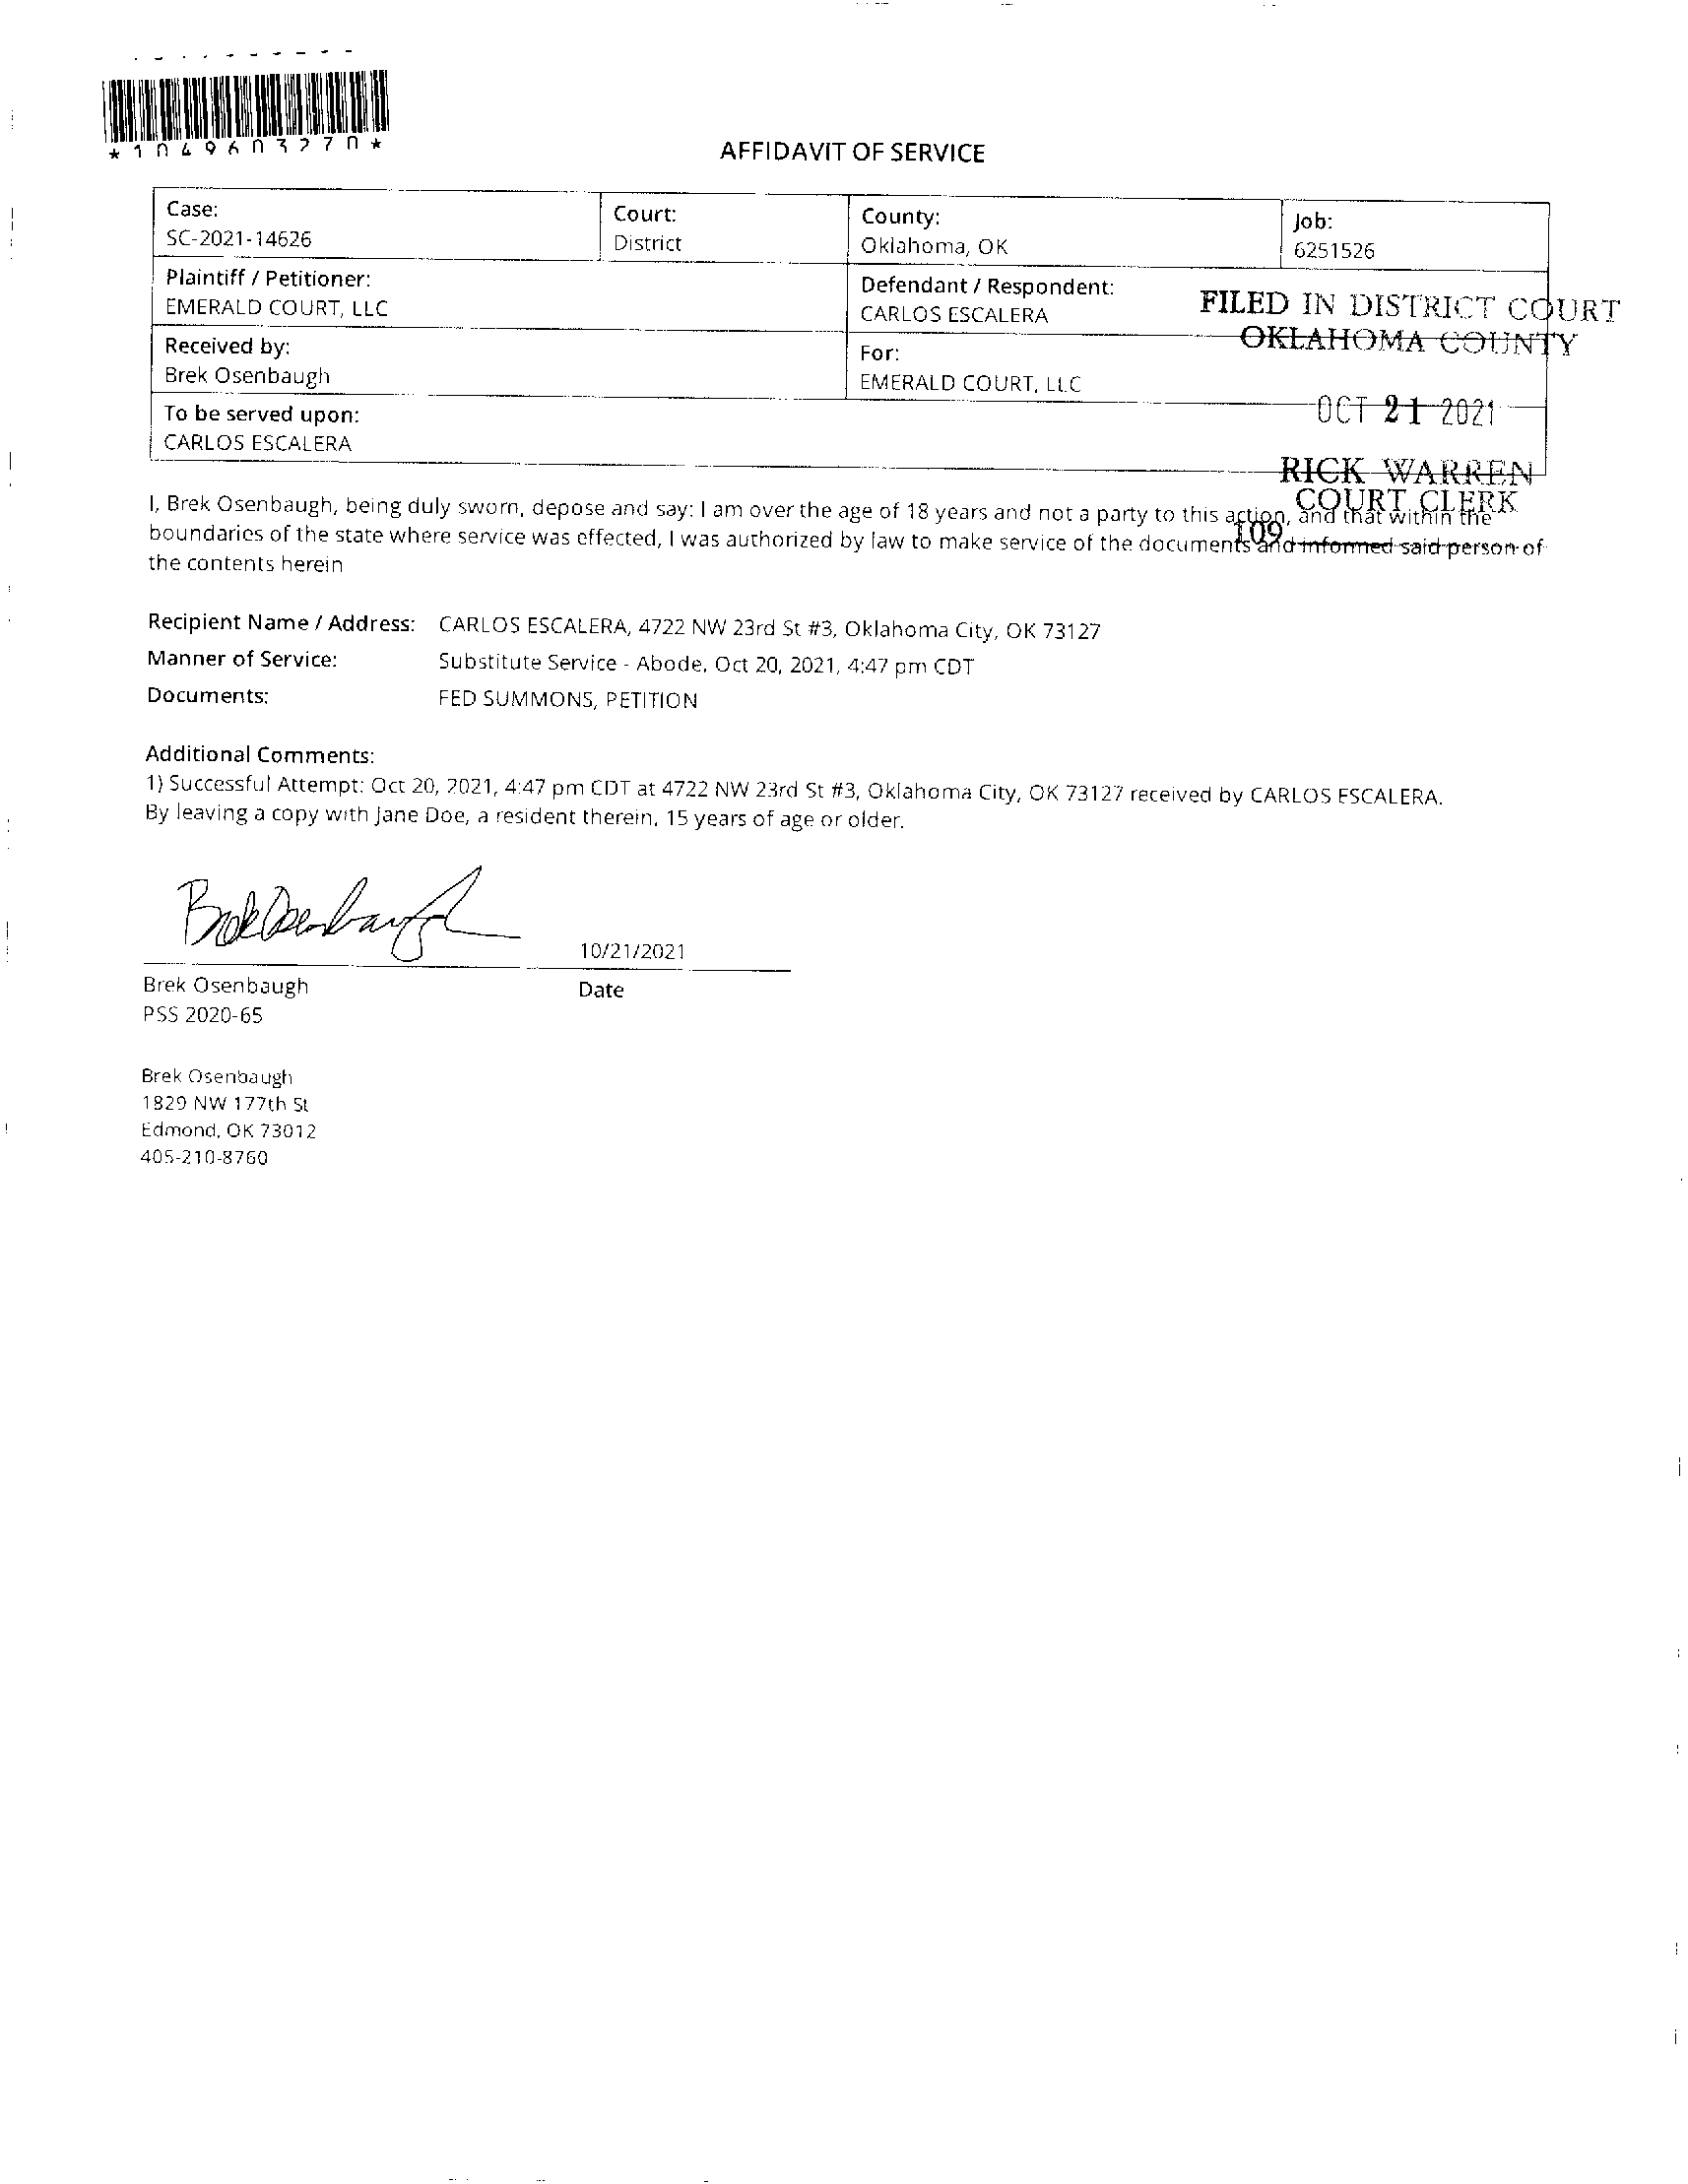 *1049603270*
AFFIDAVIT OF SERVICE
Case:
SC-2021-14626
Court:
District
County:
Oklahoma, OK
Job:
6251526
Plaintiff / Petitioner:
EMERALD COURT, LLC
Defendant / Respondent:
CARLOS ESCALERA
FILED IN DISTRICT COURT
OKLAHOMA COUNTY
Received by:
Brek Osenbaugh
For:
EMERALD COURT, LLC
OCT 21 2021
To be served upon:
CARLOS ESCALERA
RICK WARREN
COURT CLERK
109
I, Brek Osenbaugh, being duly sworn, depose and say: I am over the age of 18 years and not a party to this action, and that within the
boundaries of the state where service was effected, I was authorized by law to make service of the documents and informed said person of
the contents herein
Recipient Name / Address: CARLOS ESCALERA, 4722 NW 23rd St #3, Oklahoma City, OK 73127
Manner of Service: Substitute Service - Abode, Oct 20, 2021, 4:47 pm CDT
Documents: FED SUMMONS, PETITION
Additional Comments:
1) Successful Attempt: Oct 20, 2021, 4:47 pm CDT at 4722 NW 23rd St #3, Oklahoma City, OK 73127 received by CARLOS ESCALERA.
By leaving a copy with Jane Doe, a resident therein, 15 years of age or older.
Brek Osenbaugh
10/21/2021
Brek Osenbaugh
Date
PSS 2020-65
Brek Osenbaugh
1829 NW 177th St
Edmond, OK 73012
405-210-8760